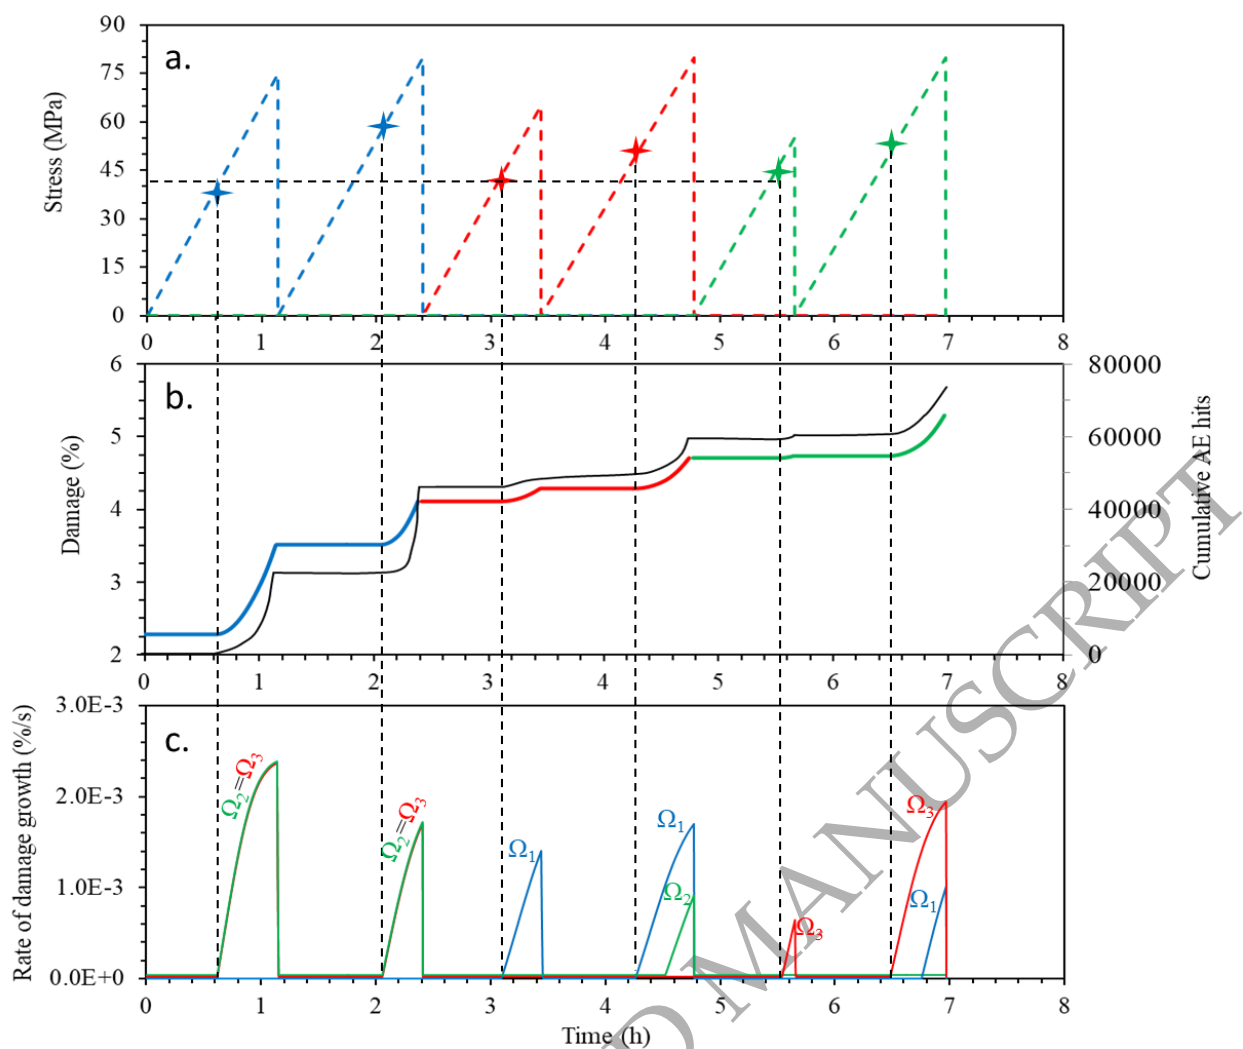 a.
Stress (MPa)
90
75
60
45
30
15
0
0 1 2 3 4 5 6 7 8
b.
Damage (%)
6
5
4
3
2
80000
60000
40000
20000
0
Cumulative AE hits
0 1 2 3 4 5 6 7 8
c.
Rate of damage growth (%/s)
3.0E-3
2.0E-3
1.0E-3
0.0E+0
Ω2=Ω3
Ω2=Ω3
Ω1
Ω1
Ω2
Ω3
Ω3
Ω1
0 1 2 3 4 5 6 7 8
Time (h)
D MANUSCRIPT